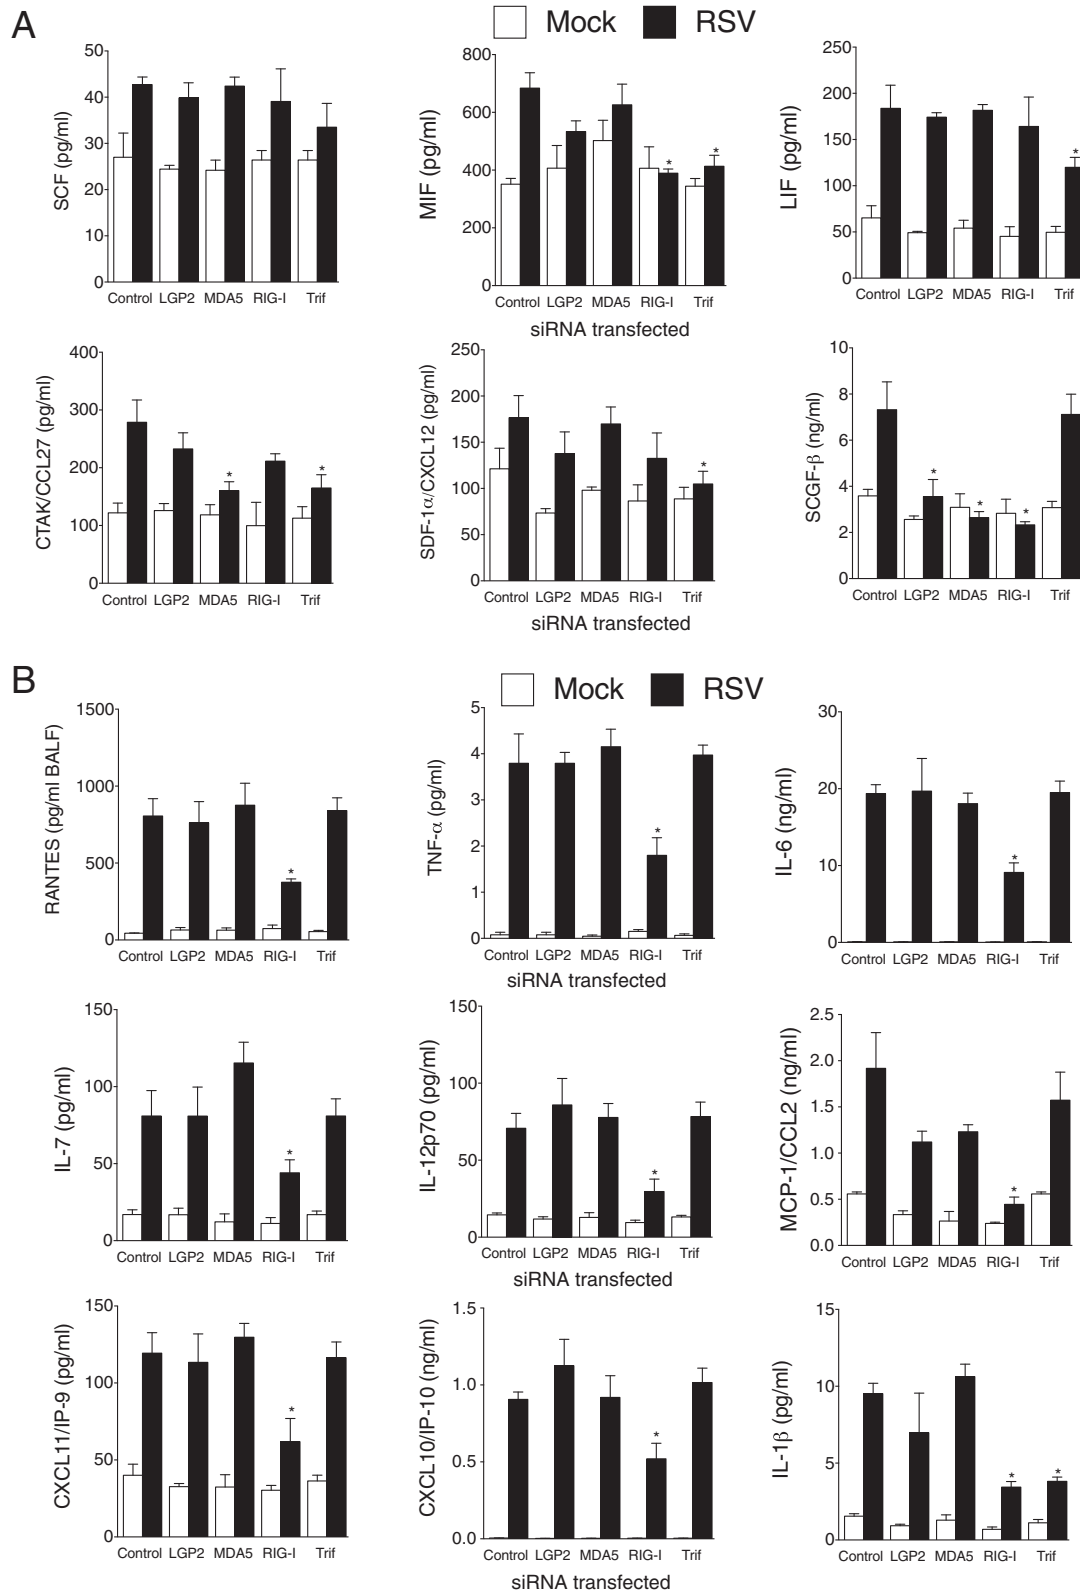 A
Mock RSV
SCF (pg/ml)
50
40
30
20
10
0
Control LGP2 MDA5 RIG-I Trif
MIF (pg/ml)
800
600
400
200
0
* *
Control LGP2 MDA5 RIG-I Trif
siRNA transfected
LIF (pg/ml)
250
200
150
100
50
0
*
Control LGP2 MDA5 RIG-I Trif
CTAK/CCL27 (pg/ml)
400
300
200
100
0
* *
Control LGP2 MDA5 RIG-I Trif
SDF-1α/CXCL12 (pg/ml)
250
200
150
100
50
0
*
Control LGP2 MDA5 RIG-I Trif
siRNA transfected
SCGF-β (ng/ml)
10
8
6
4
2
0
* * *
Control LGP2 MDA5 RIG-I Trif
B
Mock RSV
RANTES (pg/ml BALF)
1500
1000
500
0
*
Control LGP2 MDA5 RIG-I Trif
TNF-α (pg/ml)
5
4
3
2
1
0
*
Control LGP2 MDA5 RIG-I Trif
siRNA transfected
IL-6 (ng/ml)
30
20
10
0
*
Control LGP2 MDA5 RIG-I Trif
IL-7 (pg/ml)
150
100
50
0
*
Control LGP2 MDA5 RIG-I Trif
IL-12p70 (pg/ml)
150
100
50
0
*
Control LGP2 MDA5 RIG-I Trif
siRNA transfected
MCP-1/CCL2 (ng/ml)
2.5
2.0
1.5
1.0
0.5
0.0
*
Control LGP2 MDA5 RIG-I Trif
CXCL11/IP-9 (pg/ml)
150
100
50
0
*
Control LGP2 MDA5 RIG-I Trif
CXCL10/IP-10 (ng/ml)
1.5
1.0
0.5
0.0
*
Control LGP2 MDA5 RIG-I Trif
siRNA transfected
IL-1β (pg/ml)
15
10
5
0
* *
Control LGP2 MDA5 RIG-I Trif